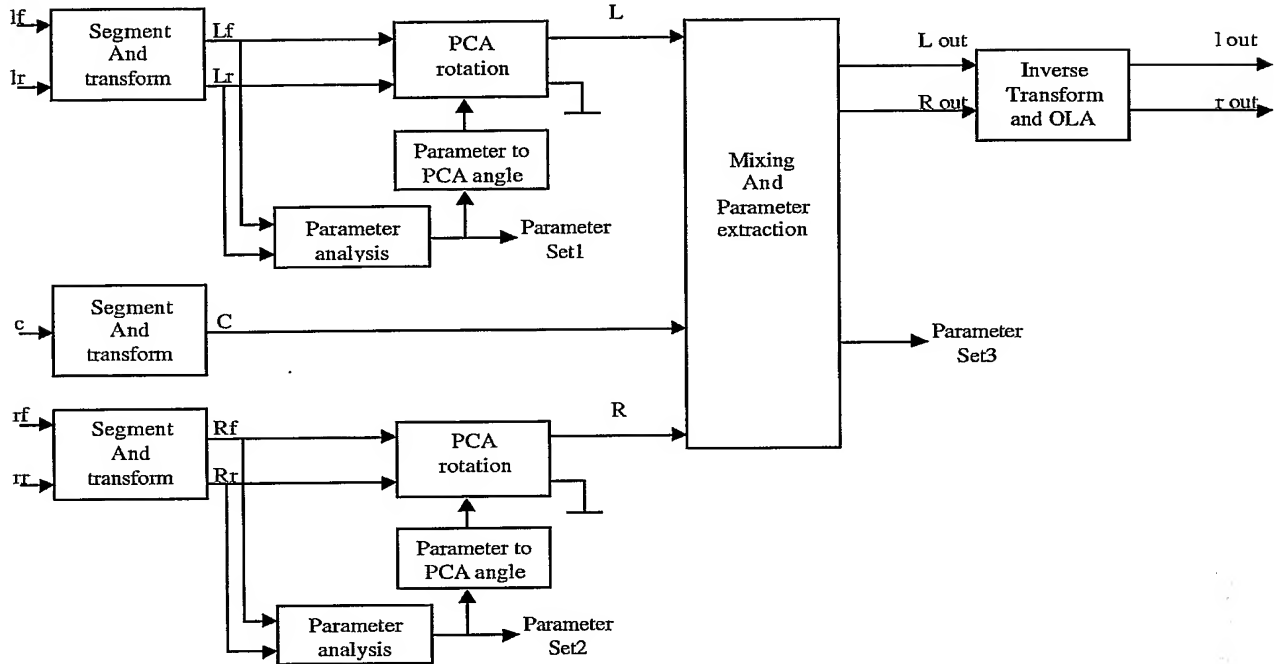 lf
lr
Segment
And
transform
Lf
Lr
PCA
rotation
L
Parameter to
PCA angle
Parameter
analysis
Parameter
Set1
c
Segment
And
transform
C
rf
rr
Segment
And
transform
Rf
Rr
PCA
rotation
R
Parameter to
PCA angle
Parameter
analysis
Parameter
Set2
Mixing
And
Parameter
extraction
L out
R out
Parameter
Set3
Inverse
Transform
and OLA
l out
r out